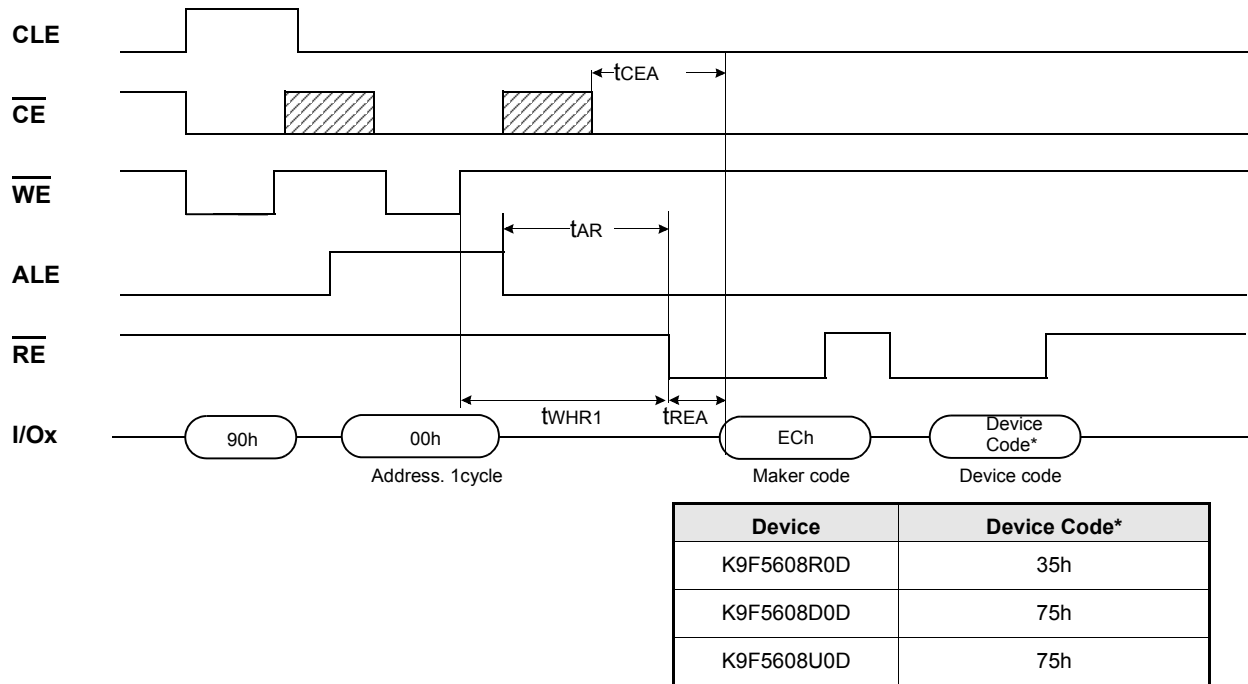 CLE
tCEA
CE
WE
tAR
ALE
RE
tWHR1 tREA
I/Ox 90h 00h ECh Device Code*
Address. 1cycle Maker code Device code
Device Device Code*
K9F5608R0D 35h
K9F5608D0D 75h
K9F5608U0D 75h